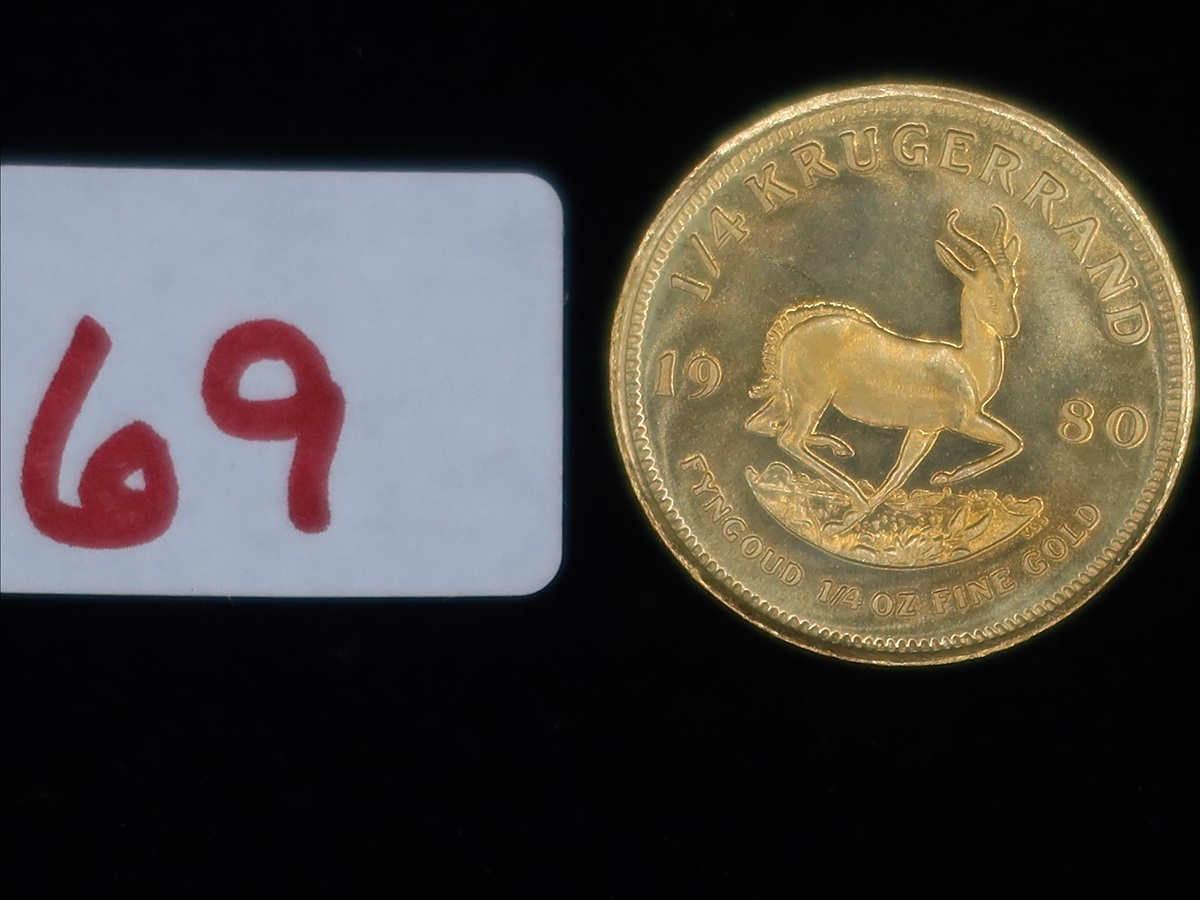 69
1/4 KRUGERRAND
19 80
FYNGOUD 1/4 OZ FINE GOLD